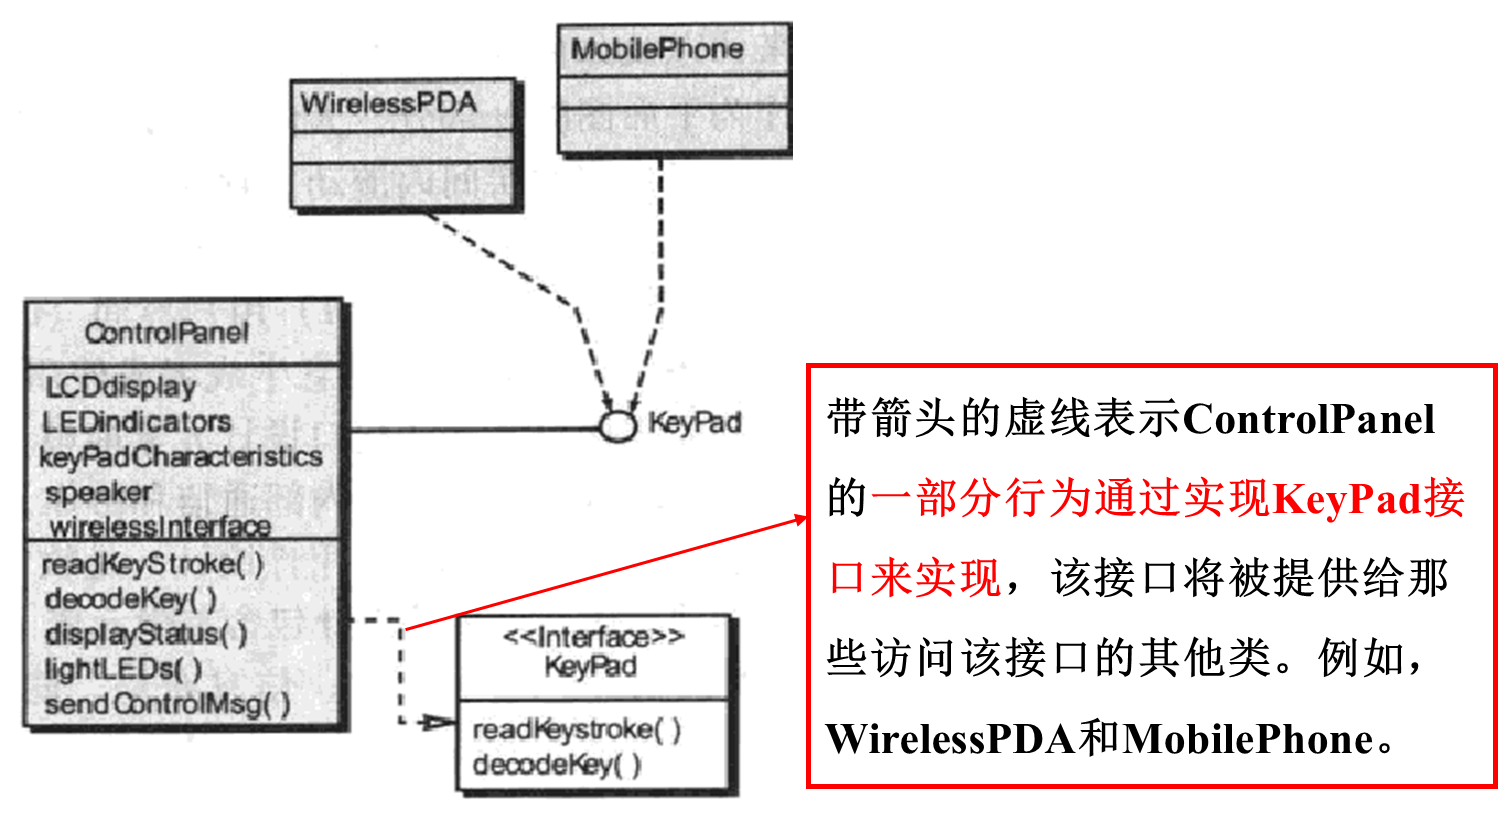 MobilePhone
WirelessPDA
ControlPanel
LCDdisplay
LEDindicators
keyPadCharacteristics
speaker
wirelessInterface
readKeyStroke( )
decodeKey( )
displayStatus( )
lightLEDs( )
sendControlMsg( )
KeyPad
<<Interface>>
KeyPad
readKeystroke( )
decodeKey( )
带箭头的虚线表示ControlPanel
的一部分行为通过实现KeyPad接
口来实现，该接口将被提供给那
些访问该接口的其他类。例如，
WirelessPDA和MobilePhone。